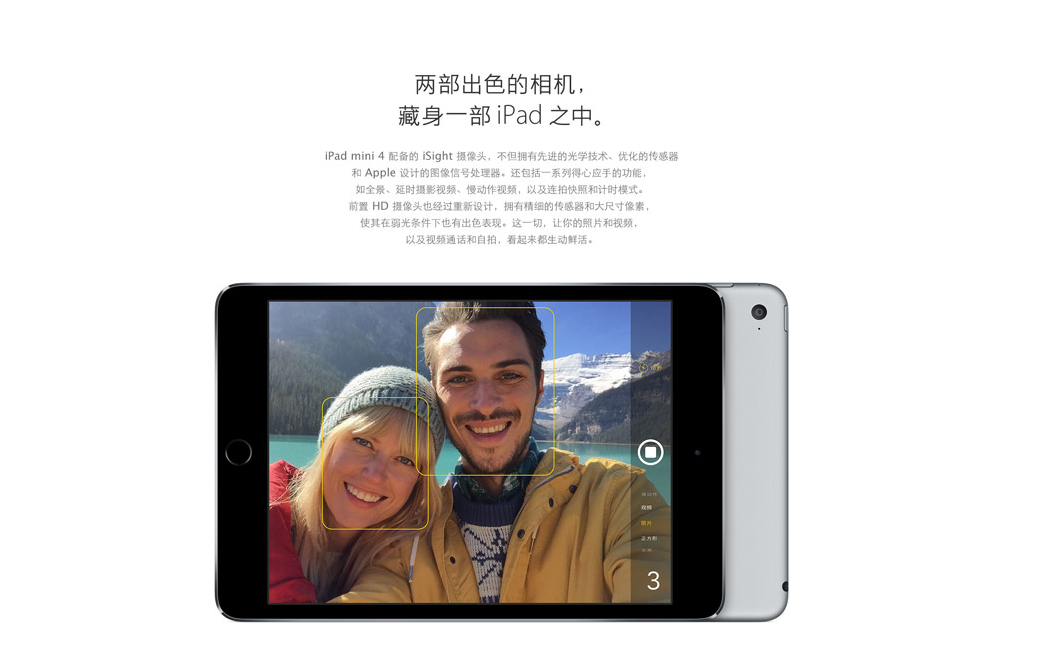 两部出色的相机，
藏身一部 iPad 之中。
iPad mini 4 配备的 iSight 摄像头，不但拥有先进的光学技术、优化的传感器
和 Apple 设计的图像信号处理器。还包括一系列得心应手的功能，
如全景、延时摄影视频、慢动作视频，以及连拍快照和计时模式。
前置 HD 摄像头也经过重新设计，拥有精细的传感器和大尺寸像素，
使其在弱光条件下也有出色表现。这一切，让你的照片和视频，
以及视频通话和自拍，看起来都生动鲜活。
慢动作
视频
照片
正方形
3